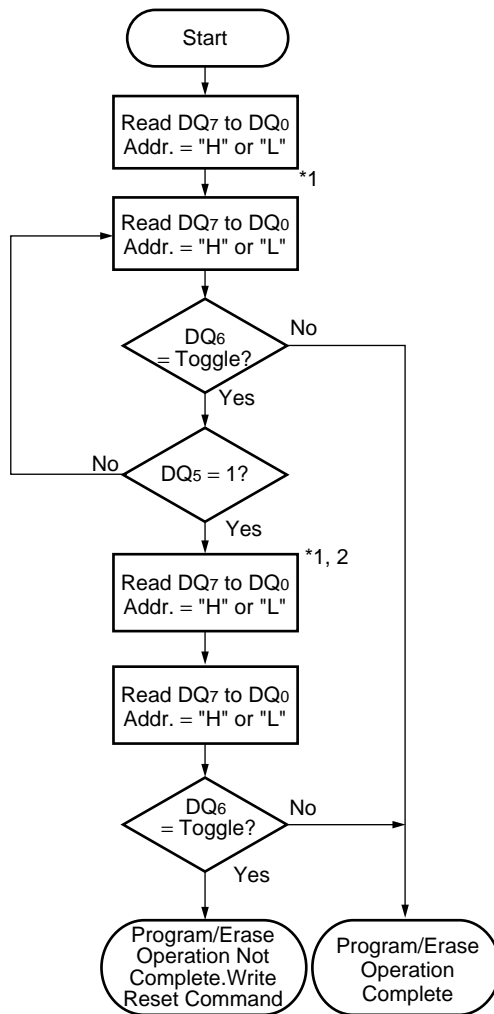 Start
Read DQ7 to DQ0
Addr. = "H" or "L"
*1
Read DQ7 to DQ0
Addr. = "H" or "L"
DQ6
= Toggle?
No
Yes
DQ5 = 1?
No
Yes
*1, 2
Read DQ7 to DQ0
Addr. = "H" or "L"
Read DQ7 to DQ0
Addr. = "H" or "L"
DQ6
= Toggle?
No
Yes
Program/Erase
Operation Not
Complete.Write
Reset Command
Program/Erase
Operation
Complete